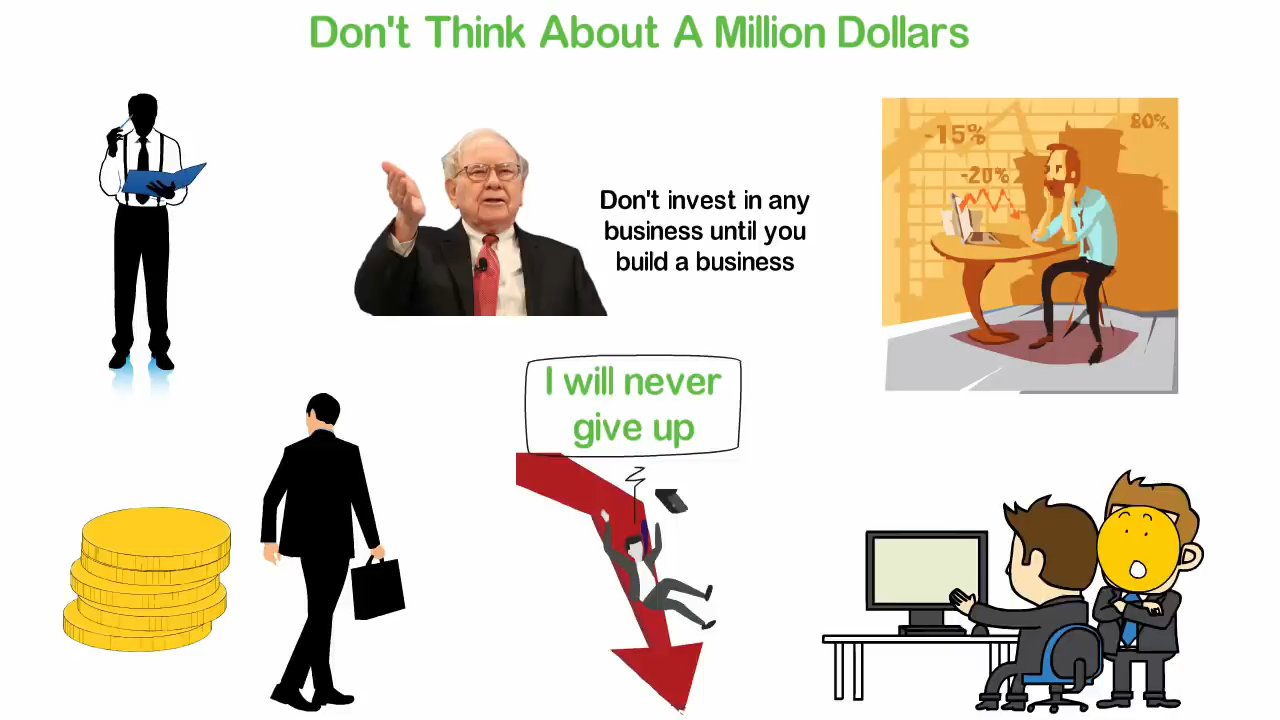 Don't Think About A Million Dollars
-15%
80%
-20%
Don't invest in any
business until you
build a business
I will never
give up